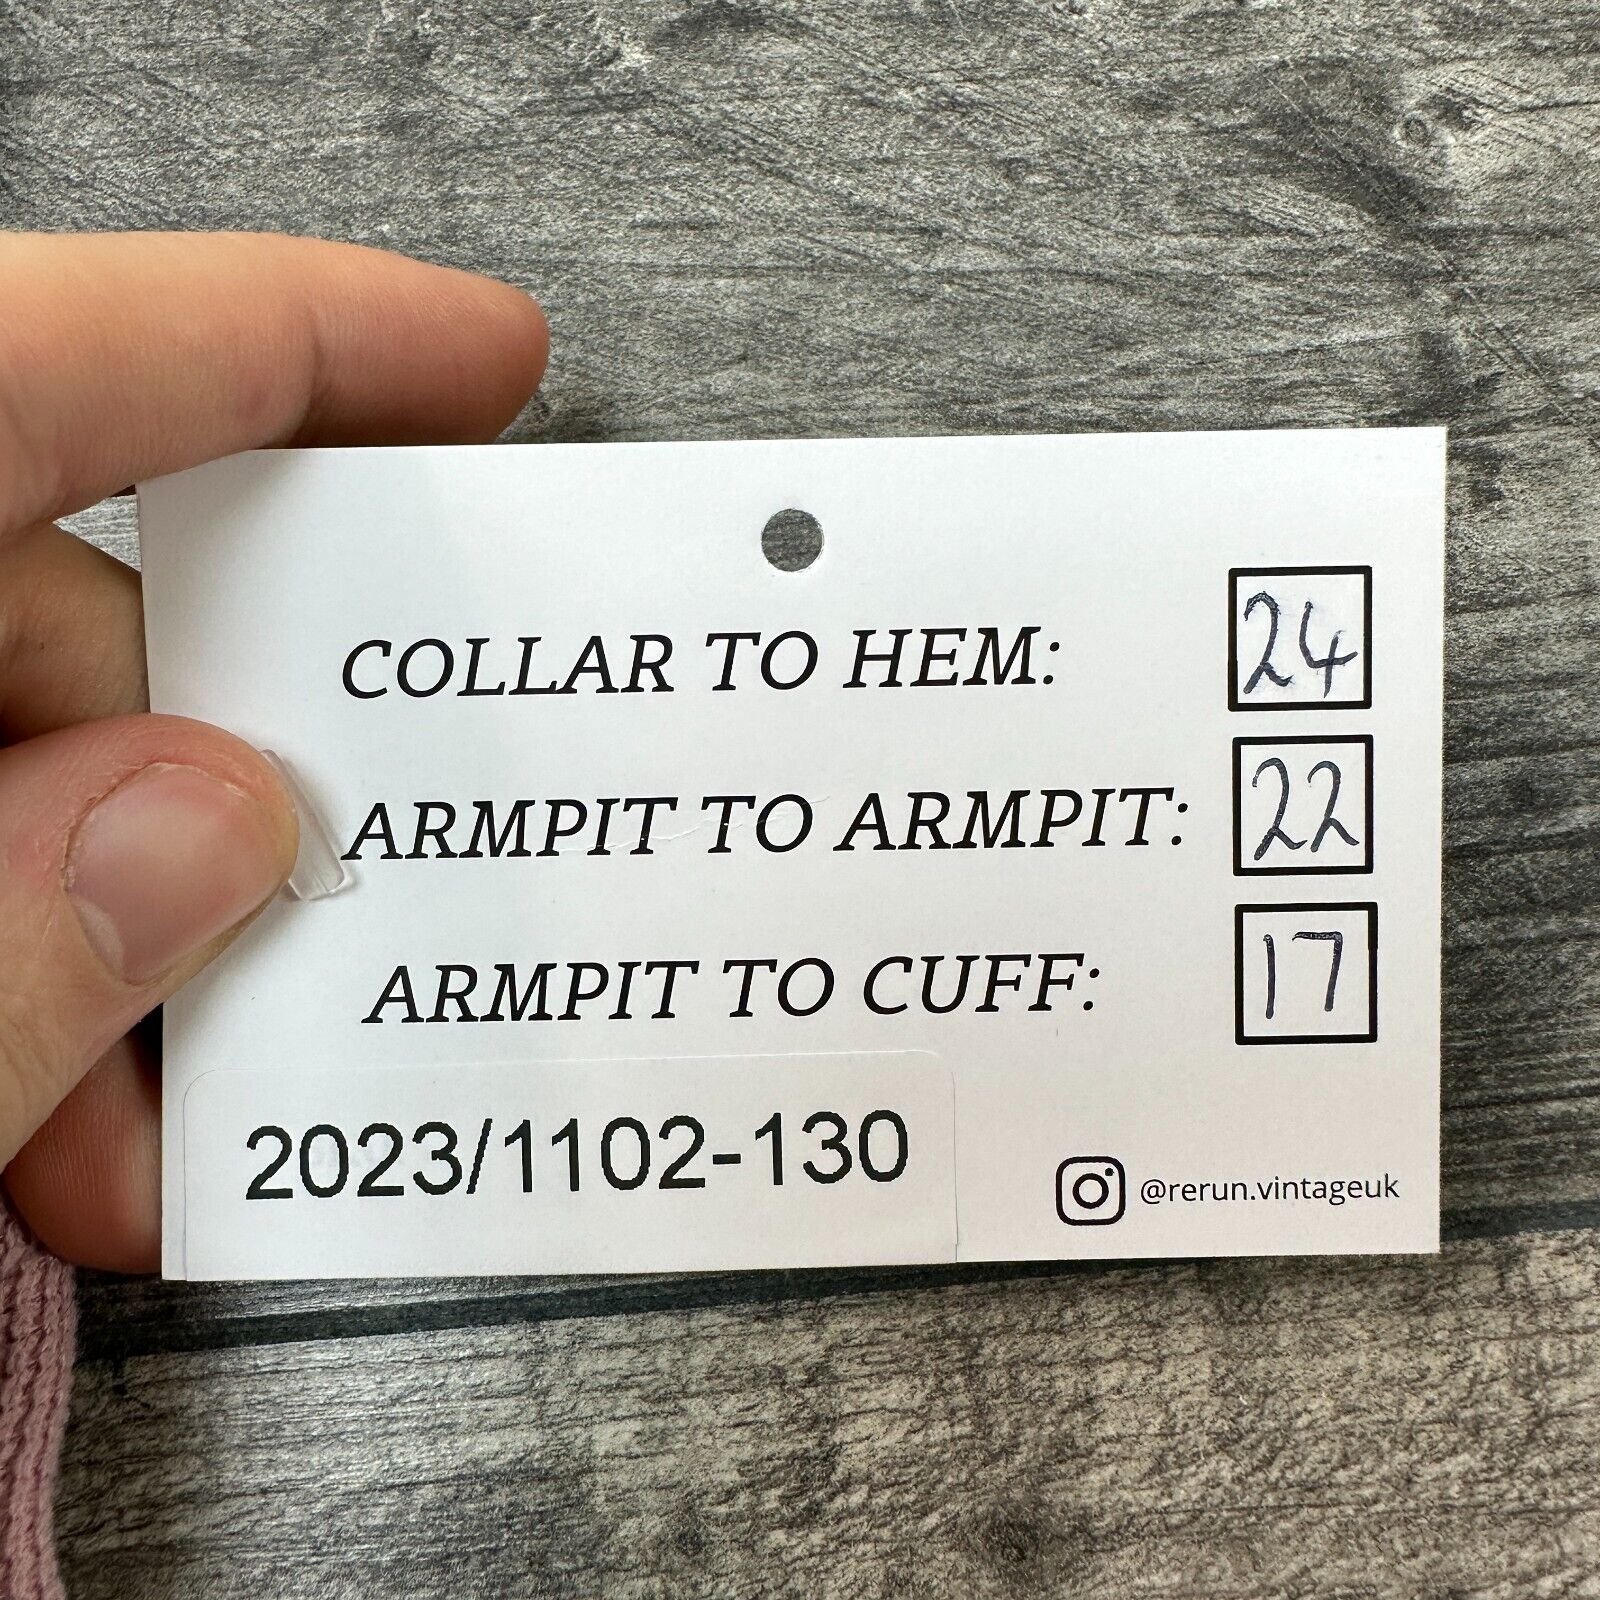 COLLAR TO HEM: 24
ARMPIT TO ARMPIT: 22
ARMPIT TO CUFF: 17
2023/1102-130
@rerun.vintageuk